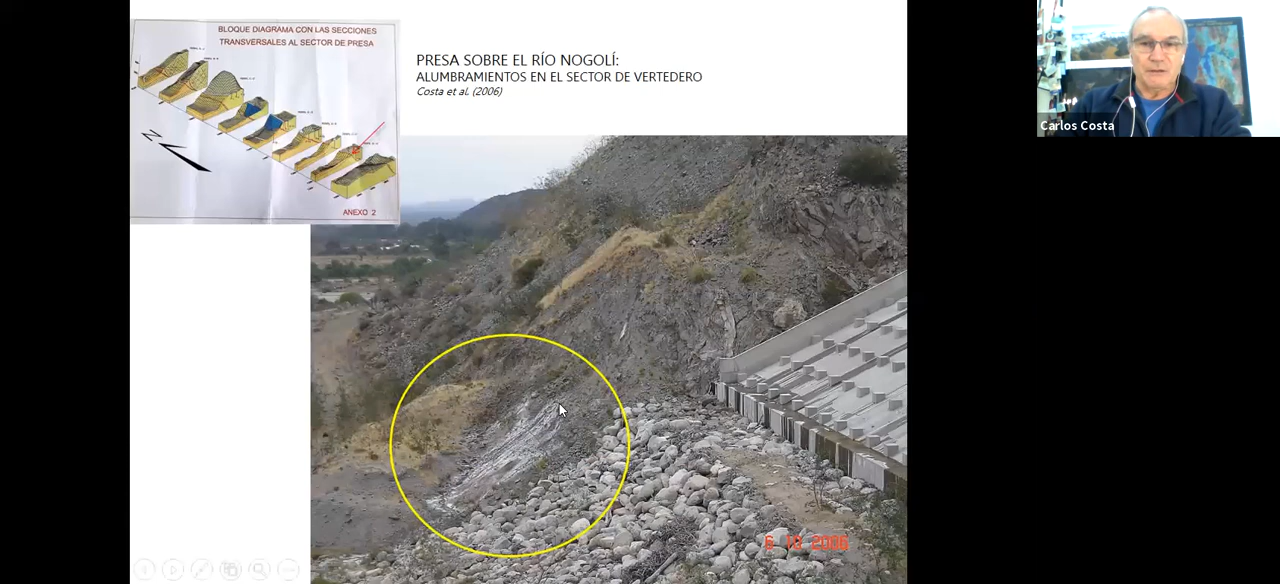 BLOQUE DIAGRAMA CON LAS SECCIONES
TRANSVERSALES AL SECTOR DE PRESA
N
ANEXO 2
PRESA SOBRE EL RÍO NOGOLÍ:
ALUMBRAMIENTOS EN EL SECTOR DE VERTEDERO
Costa et al. (2006)
Carlos Costa
6 10 2006